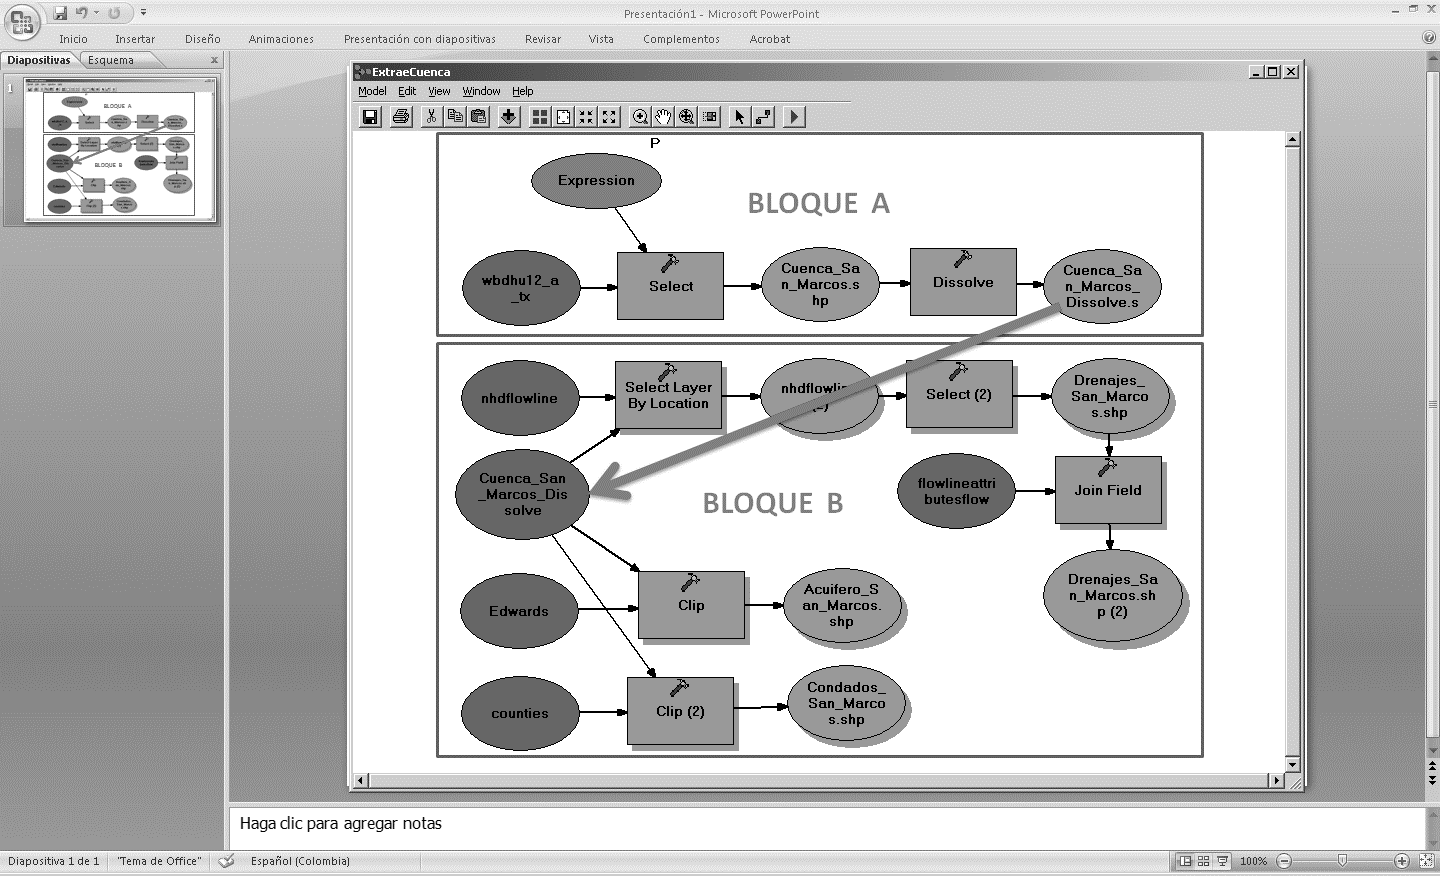 Presentación1 - Microsoft PowerPoint
Inicio Insertar Diseño Animaciones Presentación con diapositivas Revisar Vista Complementos Acrobat
Diapositivas Esquema x
1
BLOQUE A
BLOQUE B
ExtraeCuenca
Model Edit View Window Help
P
Expression
BLOQUE A
wbdhu12_a
_tx
Select
Cuenca_Sa
n_Marcos.s
hp
Dissolve
Cuenca_Sa
n_Marcos_
Dissolve.s
nhdflowline
Select Layer
By Location
Select (2)
Drenajes_
San_Marco
s.shp
Cuenca_San
_Marcos_Dis
solve
BLOQUE B
flowlineattri
butesflow
Join Field
Drenajes_Sa
n_Marcos.sh
p (2)
Edwards
Clip
Acuifero_S
an_Marcos.
shp
counties
Clip (2)
Condados_
San_Marco
s.shp
Haga clic para agregar notas
Diapositiva 1 de 1 "Tema de Office" Español (Colombia) 100%